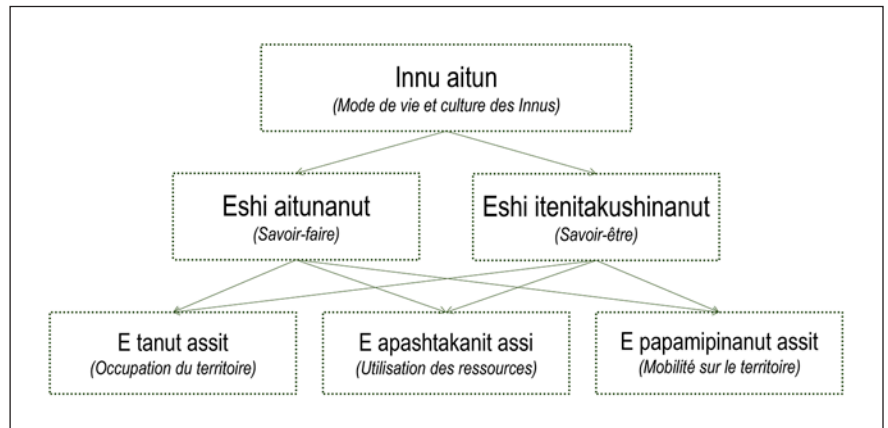 Innu aitun
(Mode de vie et culture des Innus)
Eshi aitunanut
(Savoir-faire)
Eshi itenitakushinanut
(Savoir-être)
E tanut assit
(Occupation du territoire)
E apashtakanit assi
(Utilisation des ressources)
E papamipinanut assit
(Mobilité sur le territoire)